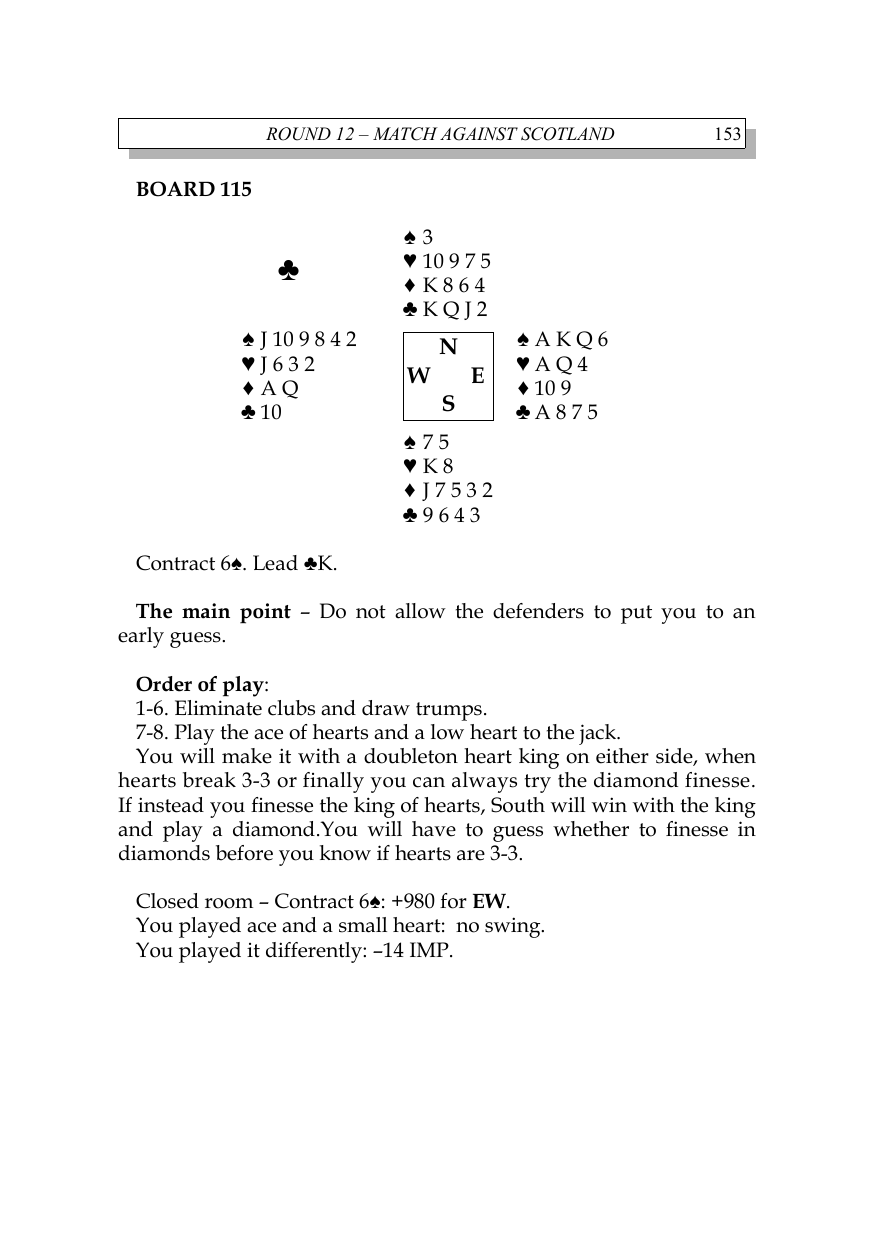 ROUND 12 – MATCH AGAINST SCOTLAND 153
BOARD 115
♣
♠ 3
♥ 10 9 7 5
♦ K 8 6 4
♣ K Q J 2
♠ J 10 9 8 4 2
♥ J 6 3 2
♦ A Q
♣ 10
N
W E
S
♠ A K Q 6
♥ A Q 4
♦ 10 9
♣ A 8 7 5
♠ 7 5
♥ K 8
♦ J 7 5 3 2
♣ 9 6 4 3
Contract 6♠. Lead ♣K.
The main point – Do not allow the defenders to put you to an
early guess.
Order of play:
1-6. Eliminate clubs and draw trumps.
7-8. Play the ace of hearts and a low heart to the jack.
You will make it with a doubleton heart king on either side, when
hearts break 3-3 or finally you can always try the diamond finesse.
If instead you finesse the king of hearts, South will win with the king
and play a diamond.You will have to guess whether to finesse in
diamonds before you know if hearts are 3-3.
Closed room – Contract 6♠: +980 for EW.
You played ace and a small heart:  no swing.
You played it differently: –14 IMP.